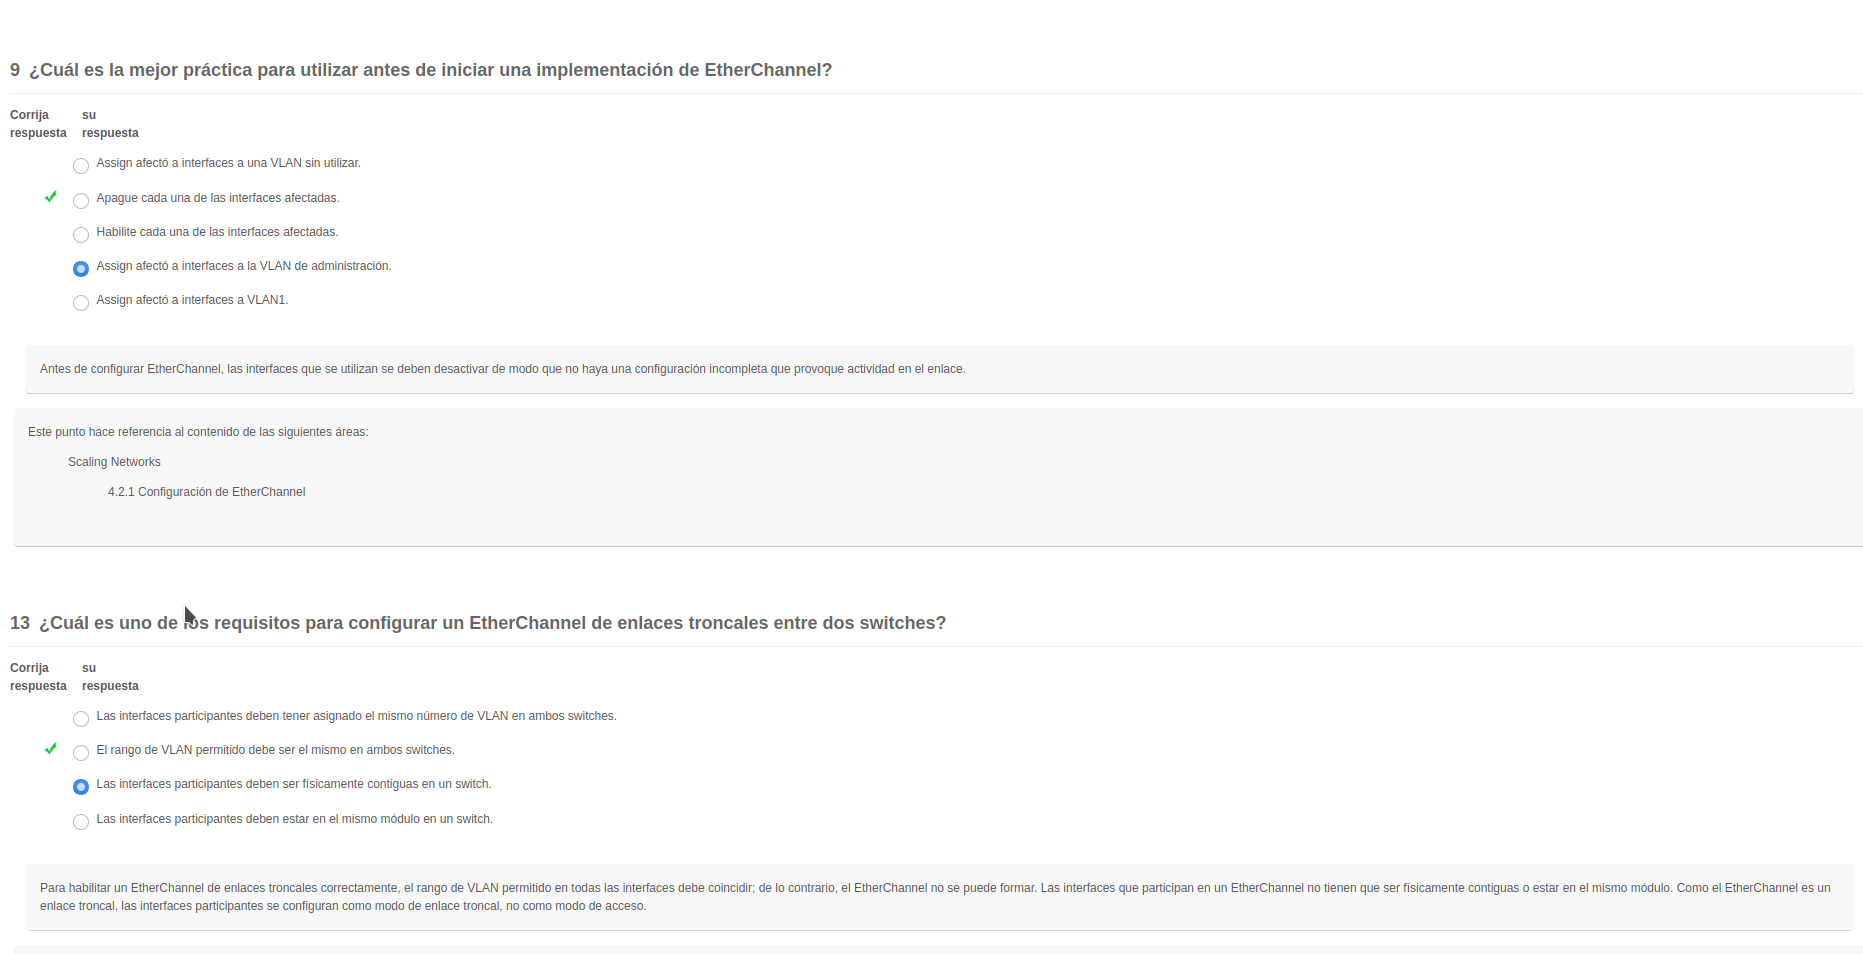 9 ¿Cuál es la mejor práctica para utilizar antes de iniciar una implementación de EtherChannel?
Corrija su
respuesta respuesta
Assign afectó a interfaces a una VLAN sin utilizar.
Apague cada una de las interfaces afectadas.
Habilite cada una de las interfaces afectadas.
Assign afectó a interfaces a la VLAN de administración.
Assign afectó a interfaces a VLAN1.
Antes de configurar EtherChannel, las interfaces que se utilizan se deben desactivar de modo que no haya una configuración incompleta que provoque actividad en el enlace.
Este punto hace referencia al contenido de las siguientes áreas:
Scaling Networks
4.2.1 Configuración de EtherChannel
13 ¿Cuál es uno de los requisitos para configurar un EtherChannel de enlaces troncales entre dos switches?
Corrija su
respuesta respuesta
Las interfaces participantes deben tener asignado el mismo número de VLAN en ambos switches.
El rango de VLAN permitido debe ser el mismo en ambos switches.
Las interfaces participantes deben ser físicamente contiguas en un switch.
Las interfaces participantes deben estar en el mismo módulo en un switch.
Para habilitar un EtherChannel de enlaces troncales correctamente, el rango de VLAN permitido en todas las interfaces debe coincidir; de lo contrario, el EtherChannel no se puede formar. Las interfaces que participan en un EtherChannel no tienen que ser físicamente contiguas o estar en el mismo módulo. Como el EtherChannel es un
enlace troncal, las interfaces participantes se configuran como modo de enlace troncal, no como modo de acceso.